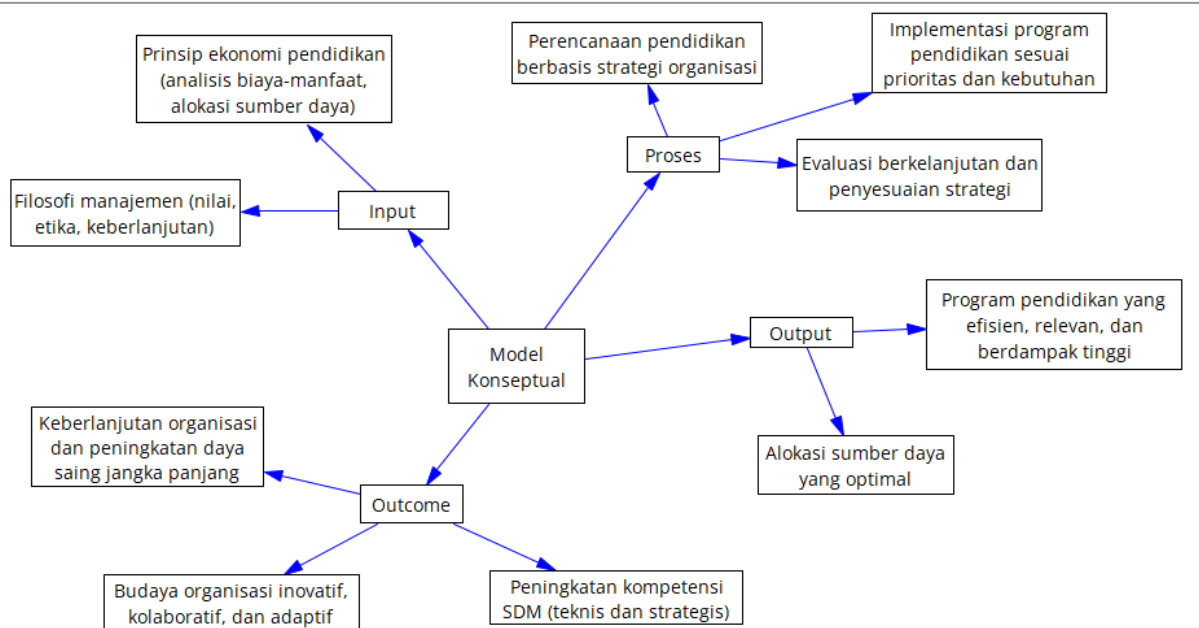 Prinsip ekonomi pendidikan
(analisis biaya-manfaat,
alokasi sumber daya)
Filosofi manajemen (nilai,
etika, keberlanjutan)
Input
Perencanaan pendidikan
berbasis strategi organisasi
Implementasi program
pendidikan sesuai
prioritas dan kebutuhan
Proses
Evaluasi berkelanjutan dan
penyesuaian strategi
Model
Konseptual
Output
Program pendidikan yang
efisien, relevan, dan
berdampak tinggi
Alokasi sumber daya
yang optimal
Keberlanjutan organisasi
dan peningkatan daya
saing jangka panjang
Outcome
Budaya organisasi inovatif,
kolaboratif, dan adaptif
Peningkatan kompetensi
SDM (teknis dan strategis)